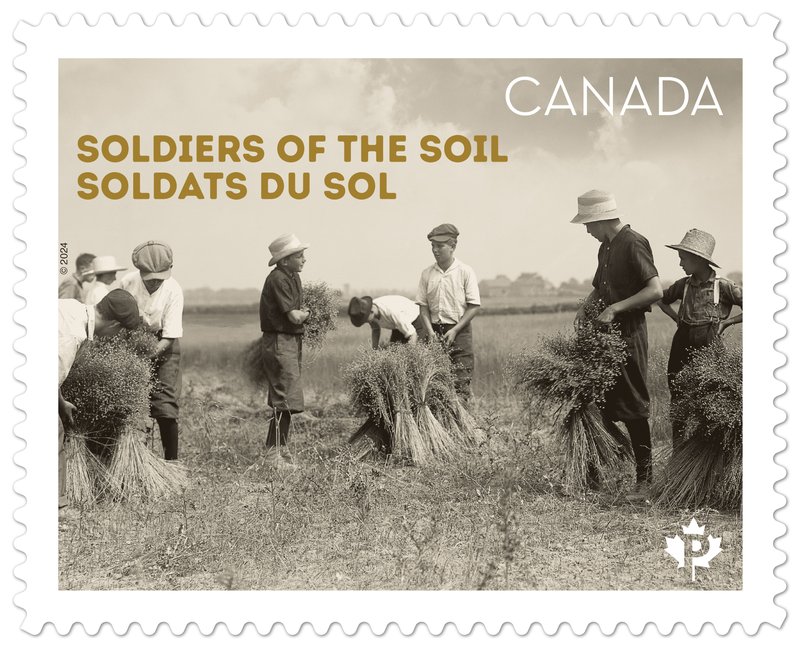 CANADA
SOLDIERS OF THE SOIL
SOLDATS DU SOL
© 2024
P